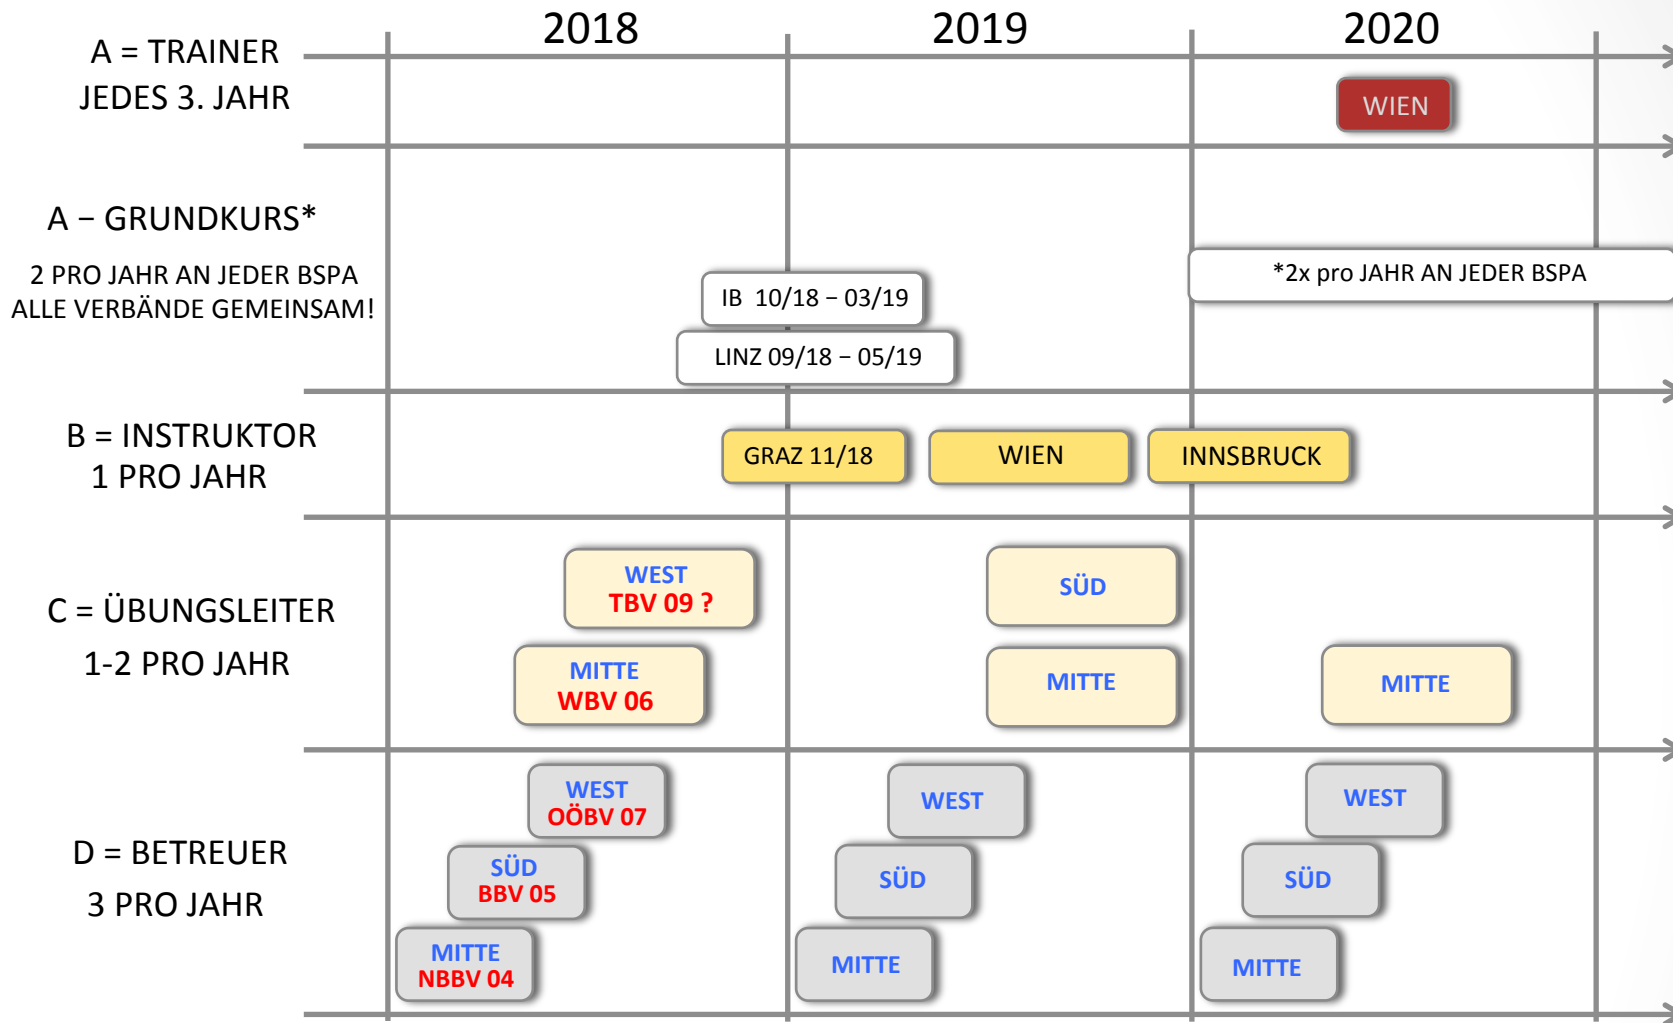 2018
2019
2020
A = TRAINER
JEDES 3. JAHR
WIEN
A – GRUNDKURS*
2 PRO JAHR AN JEDER BSPA
ALLE VERBÄNDE GEMEINSAM!
*2x pro JAHR AN JEDER BSPA
IB 10/18 – 03/19
LINZ 09/18 – 05/19
B = INSTRUKTOR
1 PRO JAHR
GRAZ 11/18
WIEN
INNSBRUCK
C = ÜBUNGSLEITER
1-2 PRO JAHR
WEST
TBV 09 ?
SÜD
MITTE
WBV 06
MITTE
MITTE
D = BETREUER
3 PRO JAHR
WEST
OÖBV 07
WEST
WEST
SÜD
BBV 05
SÜD
SÜD
MITTE
NBBV 04
MITTE
MITTE